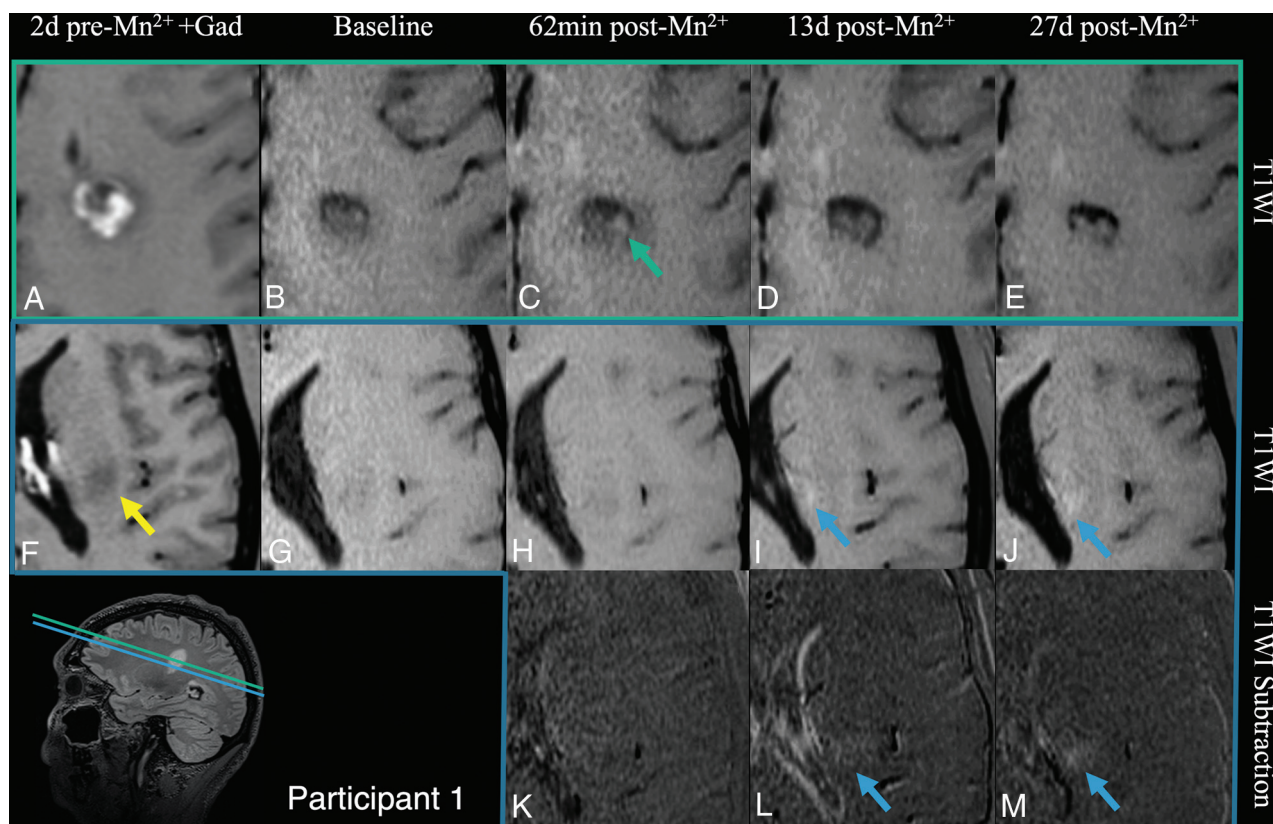 2d pre-Mn²⁺ +Gad Baseline 62min post-Mn²⁺ 13d post-Mn²⁺ 27d post-Mn²⁺
A B C D E
T1WI
F G H I J
T1WI
K L M
T1WI Subtraction
Participant 1